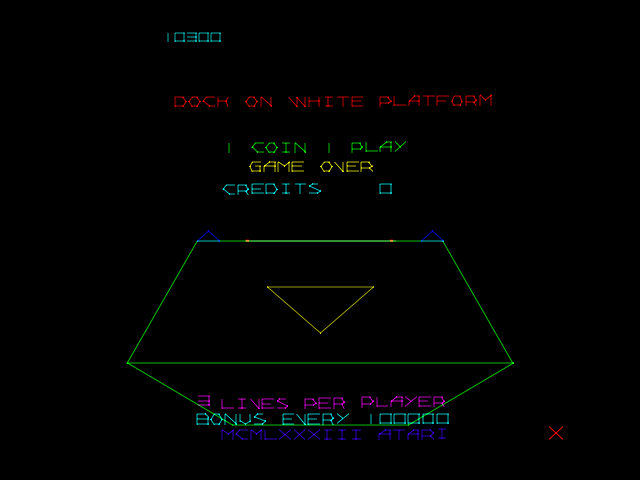 10300
DOCK ON WHITE PLATFORM
1 COIN 1 PLAY
GAME OVER
CREDITS 0
3 LIVES PER PLAYER
BONUS EVERY 100000
MCMLXXXIII ATARI